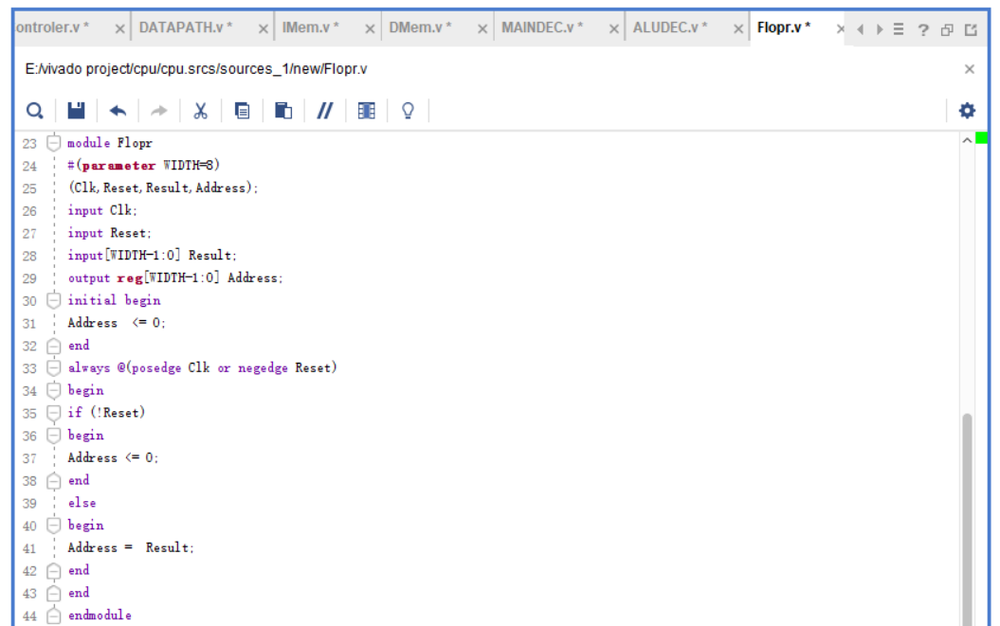 ontroler.v * × DATAPATH.v * × IMem.v * × DMem.v * × MAINDEC.v * × ALUDEC.v * × Flopr.v * ×
E:/vivado project/cpu/cpu.srcs/sources_1/new/Flopr.v
23 module Flopr
24 #(parameter WIDTH=8)
25 (Clk,Reset,Result,Address);
26 input Clk;
27 input Reset;
28 input[WIDTH-1:0] Result;
29 output reg[WIDTH-1:0] Address;
30 initial begin
31 Address <= 0;
32 end
33 always @(posedge Clk or negedge Reset)
34 begin
35 if (!Reset)
36 begin
37 Address <= 0;
38 end
39 else
40 begin
41 Address = Result;
42 end
43 end
44 endmodule